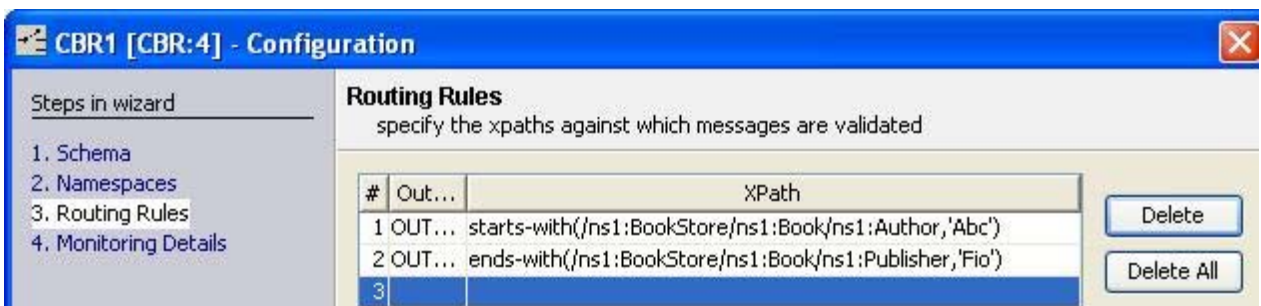 CBR1 [CBR:4] - Configuration
Steps in wizard
1. Schema
2. Namespaces
3. Routing Rules
4. Monitoring Details
Routing Rules
specify the xpaths against which messages are validated
# Out... XPath
1 OUT... starts-with(/ns1:BookStore/ns1:Book/ns1:Author,'Abc')
2 OUT... ends-with(/ns1:BookStore/ns1:Book/ns1:Publisher,'Fio')
3
Delete
Delete All